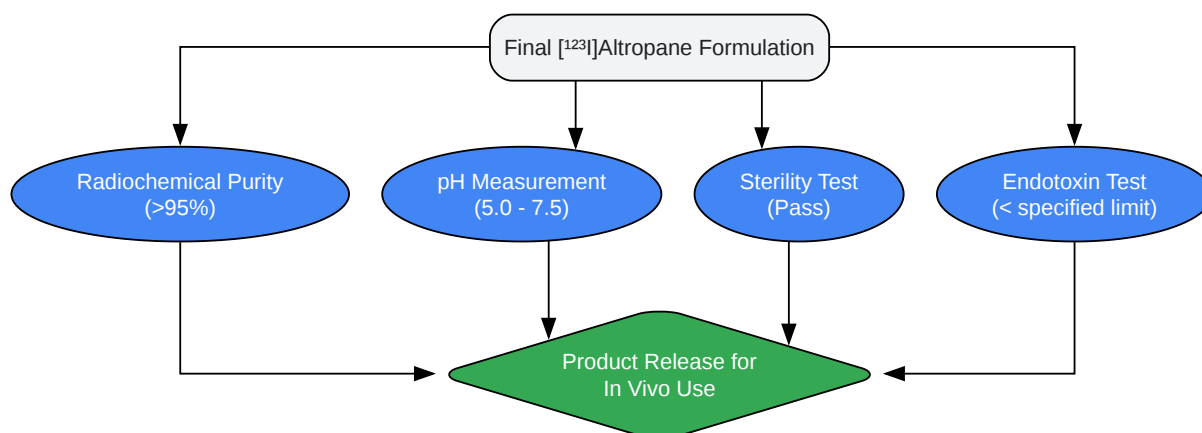 Final [¹²³I]Altropane Formulation
Radiochemical Purity
(>95%)
pH Measurement
(5.0 - 7.5)
Sterility Test
(Pass)
Endotoxin Test
(< specified limit)
Product Release for
In Vivo Use